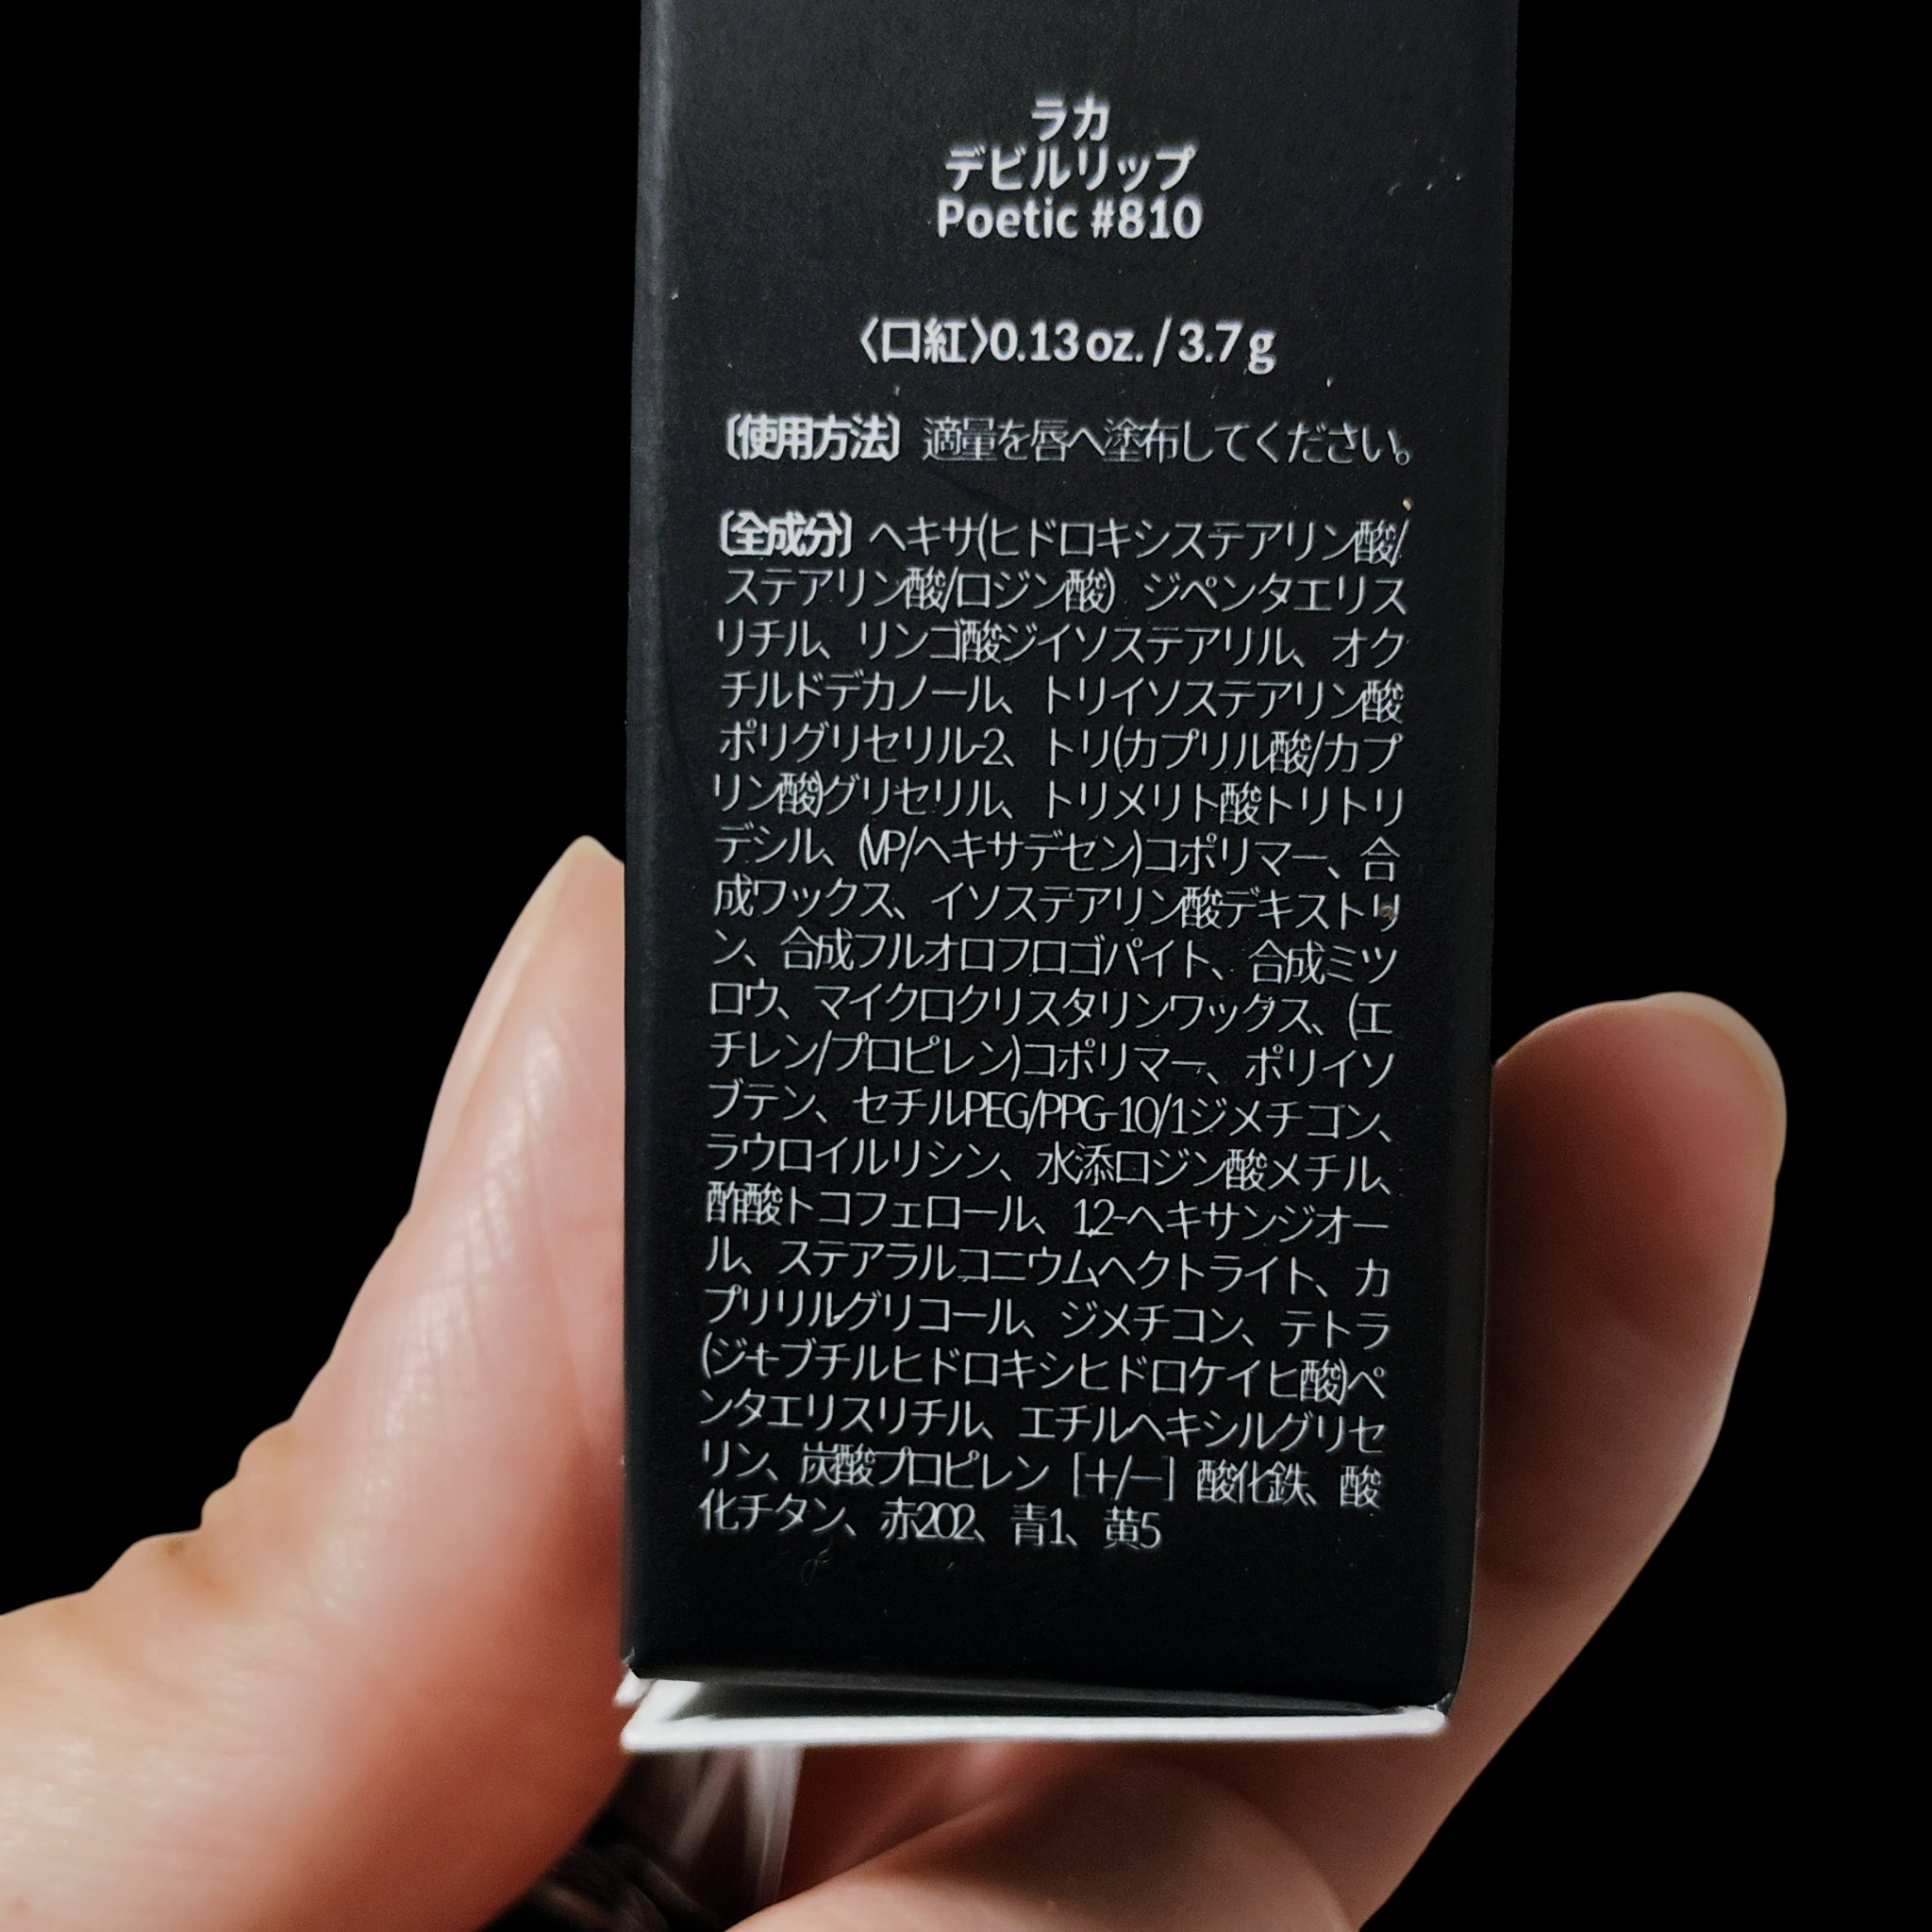 ラカ
デビルリップ
Poetic #810
〈口紅〉0.13 oz. / 3.7 g
〔使用方法〕 適量を唇へ塗布してください。
〔全成分〕 ヘキサ(ヒドロキシステアリン酸/
ステアリン酸/ロジン酸) ジペンタエリス
リチル、リンゴ酸ジイソステアリル、オク
チルドデカノール、トリイソステアリン酸
ポリグリセリル-2、トリ(カプリル酸/カプ
リン酸)グリセリル、トリメリト酸トリトリ
デシル、(VP/ヘキサデセン)コポリマー、合
成ワックス、イソステアリン酸デキストリ
ン、合成フルオロフロゴパイト、合成ミツ
ロウ、マイクロクリスタリンワックス、(エ
チレン/プロピレン)コポリマー、ポリイソ
ブテン、セチルPEG/PPG-10/1ジメチコン、
ラウロイルリシン、水添ロジン酸メチル、
酢酸トコフェロール、1,2-ヘキサンジオー
ル、ステアラルコニウムヘクトライト、カ
プリリルグリコール、ジメチコン、テトラ
(ジ-t-ブチルヒドロキシヒドロケイヒ酸)ペ
ンタエリスリチル、エチルヘキシルグリセ
リン、炭酸プロピレン [+/-] 酸化鉄、酸
化チタン、赤202、青1、黄5